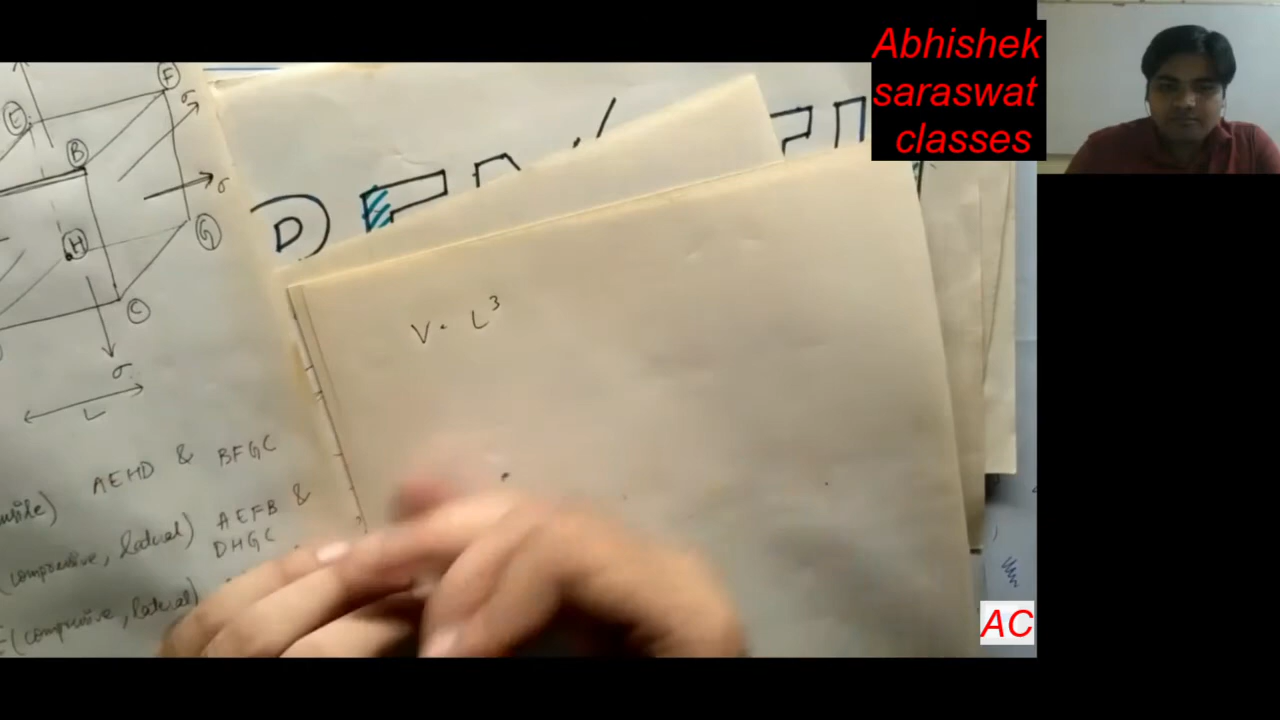 Abhishek
saraswat
classes
E
F
σ
B
σ
H
G
C
σ
L
D
V = L³
AEHD & BFGC
(compressive, lateral) AEFB &
DHGC
(compressive, lateral)
AC